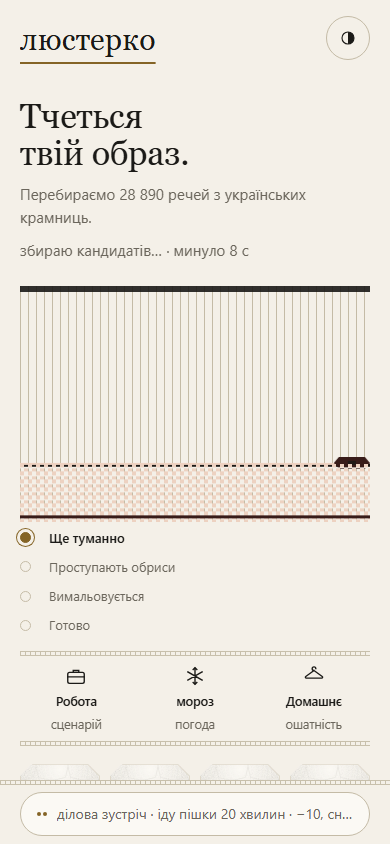 люстерко
Тчеться
твій образ.
Перебираємо 28 890 речей з українських
крамниць.
збираю кандидатів… · минуло 8 с
Ще туманно
Проступають обриси
Вимальовується
Готово
Робота
сценарій
мороз
погода
Домашнє
ошатність
ділова зустріч · іду пішки 20 хвилин · −10, сн…